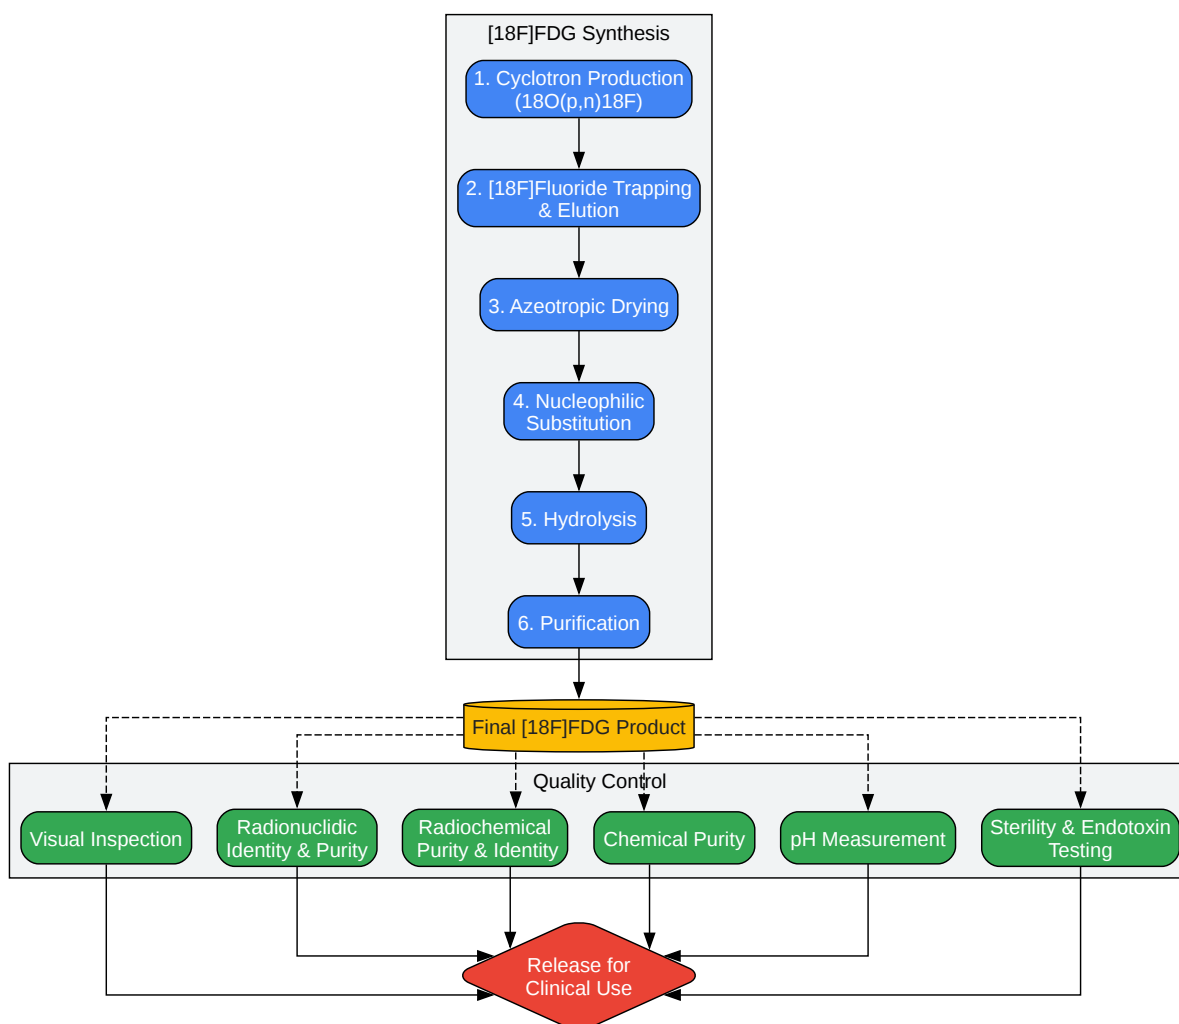 [18F]FDG Synthesis
1. Cyclotron Production
(18O(p,n)18F)
2. [18F]Fluoride Trapping
& Elution
3. Azeotropic Drying
4. Nucleophilic
Substitution
5. Hydrolysis
6. Purification
Final [18F]FDG Product
Quality Control
Visual Inspection
Radionuclidic
Identity & Purity
Radiochemical
Purity & Identity
Chemical Purity
pH Measurement
Sterility & Endotoxin
Testing
Release for
Clinical Use